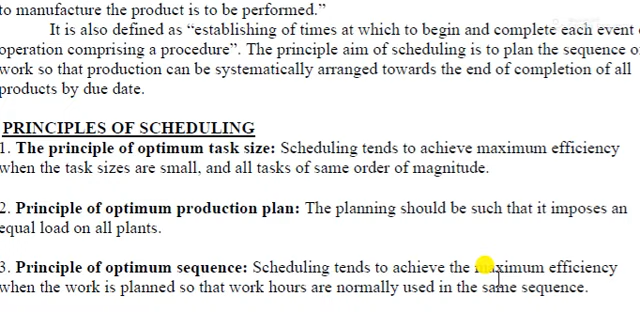 to manufacture the product is to be performed.”
It is also defined as “establishing of times at which to begin and complete each event
operation comprising a procedure”. The principle aim of scheduling is to plan the sequence o
work so that production can be systematically arranged towards the end of completion of all
products by due date.
PRINCIPLES OF SCHEDULING
1. The principle of optimum task size: Scheduling tends to achieve maximum efficiency
when the task sizes are small, and all tasks of same order of magnitude.
2. Principle of optimum production plan: The planning should be such that it imposes an
equal load on all plants.
3. Principle of optimum sequence: Scheduling tends to achieve the maximum efficiency
when the work is planned so that work hours are normally used in the same sequence.